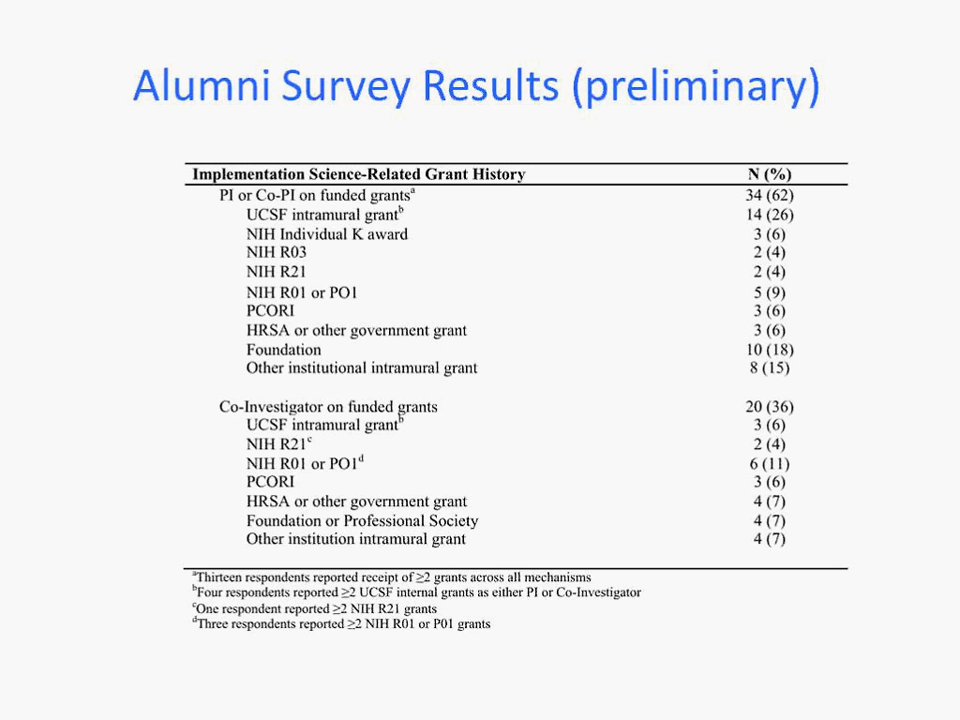 Alumni Survey Results (preliminary)
Implementation Science-Related Grant History N (%)
PI or Co-PI on funded grantsᵃ 34 (62)
UCSF intramural grantᵇ 14 (26)
NIH Individual K award 3 (6)
NIH R03 2 (4)
NIH R21 2 (4)
NIH R01 or PO1 5 (9)
PCORI 3 (6)
HRSA or other government grant 3 (6)
Foundation 10 (18)
Other institutional intramural grant 8 (15)
Co-Investigator on funded grants 20 (36)
UCSF intramural grantᵇ 3 (6)
NIH R21ᶜ 2 (4)
NIH R01 or PO1ᵈ 6 (11)
PCORI 3 (6)
HRSA or other government grant 4 (7)
Foundation or Professional Society 4 (7)
Other institution intramural grant 4 (7)
ᵃThirteen respondents reported receipt of ≥2 grants across all mechanisms
ᵇFour respondents reported ≥2 UCSF internal grants as either PI or Co-Investigator
ᶜOne respondent reported ≥2 NIH R21 grants
ᵈThree respondents reported ≥2 NIH R01 or P01 grants